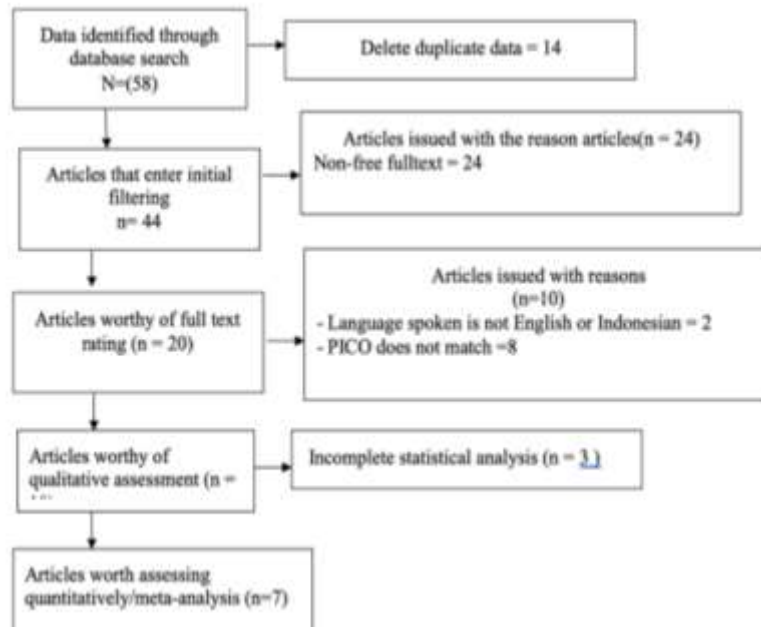 Data identified through
database search
N=(58)
Delete duplicate data = 14
Articles that enter initial
filtering
n= 44
Articles issued with the reason articles(n = 24)
Non-free fulltext = 24
Articles worthy of full text
rating (n = 20)
Articles issued with reasons
(n=10)
- Language spoken is not English or Indonesian = 2
- PICO does not match =8
Articles worthy of
qualitative assessment (n =
Incomplete statistical analysis (n = 3 )
Articles worth assessing
quantitatively/meta-analysis (n=7)